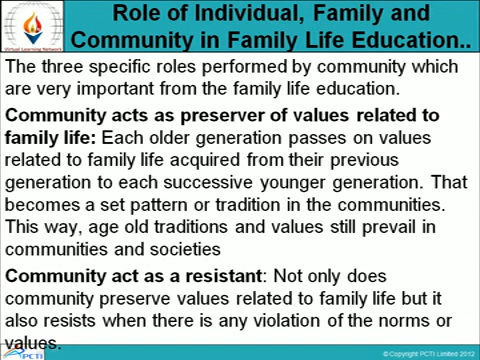 Role of Individual, Family and
Community in Family Life Education..
Virtual Learning Network
The three specific roles performed by community which
are very important from the family life education.
Community acts as preserver of values related to
family life: Each older generation passes on values
related to family life acquired from their previous
generation to each successive younger generation. That
becomes a set pattern or tradition in the communities.
This way, age old traditions and values still prevail in
communities and societies
Community act as a resistant: Not only does
community preserve values related to family life but it
also resists when there is any violation of the norms or
values.
PCTI
© Copyright PCTI Limited 2012